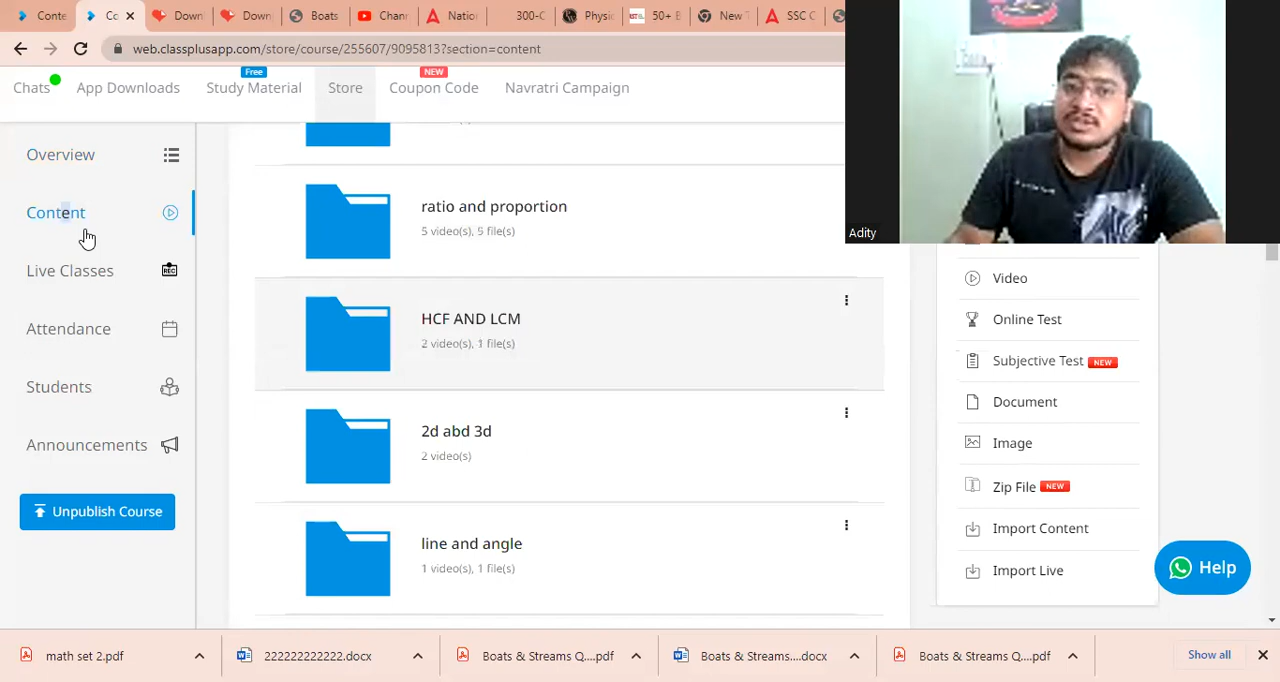 Conte
Co
Down
Dow
Boats
Chann
Natio
300-C
Physi
50+ E
New T
SSC C
web.classplusapp.com/store/course/255607/9095813?section=content
Chats
App Downloads
Free
Study Material
Store
NEW
Coupon Code
Navratri Campaign
Overview
Content
Live Classes
REC
Attendance
Students
Announcements
Unpublish Course
ratio and proportion
5 video(s), 5 file(s)
HCF AND LCM
2 video(s), 1 file(s)
2d abd 3d
2 video(s)
line and angle
1 video(s), 1 file(s)
Adity
Video
Online Test
Subjective Test NEW
Document
Image
Zip File NEW
Import Content
Import Live
Help
math set 2.pdf
222222222222.docx
Boats & Streams Q....pdf
Boats & Streams....docx
Boats & Streams Q....pdf
Show all